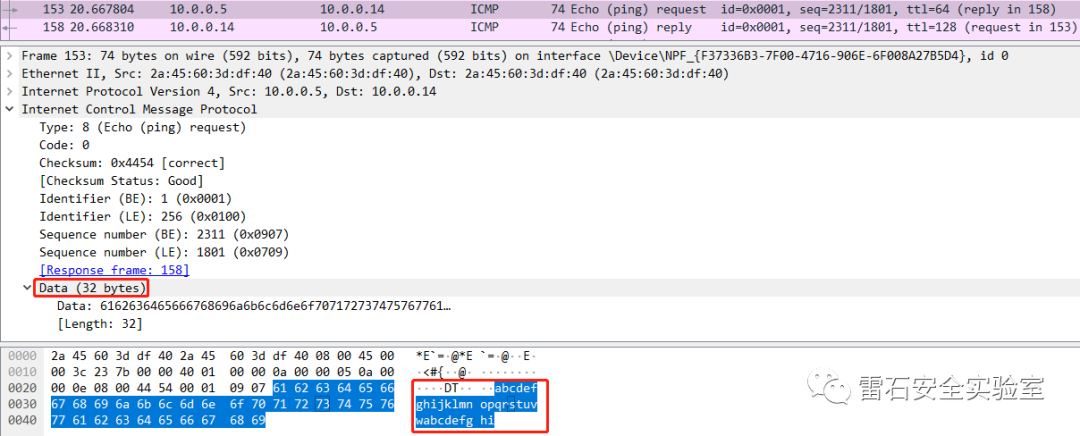 153 20.667804 10.0.0.5 10.0.0.14 ICMP 74 Echo (ping) request id=0x0001, seq=2311/1801, ttl=64 (reply in 158)
158 20.668310 10.0.0.14 10.0.0.5 ICMP 74 Echo (ping) reply id=0x0001, seq=2311/1801, ttl=128 (request in 153)
Frame 153: 74 bytes on wire (592 bits), 74 bytes captured (592 bits) on interface \Device\NPF_{F37336B3-7F00-4716-906E-6F008A27B5D4}, id 0
Ethernet II, Src: 2a:45:60:3d:df:40 (2a:45:60:3d:df:40), Dst: 2a:45:60:3d:df:40 (2a:45:60:3d:df:40)
Internet Protocol Version 4, Src: 10.0.0.5, Dst: 10.0.0.14
Internet Control Message Protocol
Type: 8 (Echo (ping) request)
Code: 0
Checksum: 0x4454 [correct]
[Checksum Status: Good]
Identifier (BE): 1 (0x0001)
Identifier (LE): 256 (0x0100)
Sequence number (BE): 2311 (0x0907)
Sequence number (LE): 1801 (0x0709)
[Response frame: 158]
Data (32 bytes)
Data: 6162636465666768696a6b6c6d6e6f707172737475767761…
[Length: 32]
0000 2a 45 60 3d df 40 2a 45 60 3d df 40 08 00 45 00 *E`=·@*E `=·@··E·
0010 00 3c 23 7b 00 00 40 01 00 00 0a 00 00 05 0a 00 ·<#{··@· ········
0020 00 0e 08 00 44 54 00 01 09 07 61 62 63 64 65 66 ····DT·· ··abcdef
0030 67 68 69 6a 6b 6c 6d 6e 6f 70 71 72 73 74 75 76 ghijklmn opqrstuv
0040 77 61 62 63 64 65 66 67 68 69 wabcdefg hi
雷石安全实验室